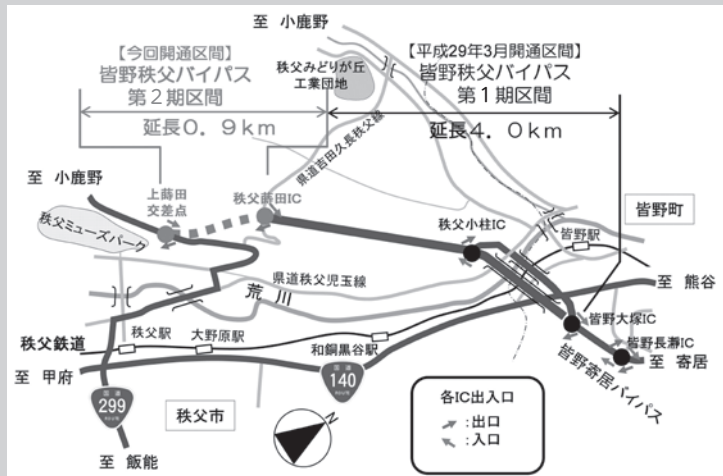 至 小鹿野
【今回開通区間】
皆野秩父バイパス
第２期区間
延長０．９ｋｍ
秩父みどりが丘
工業団地
【平成29年3月開通区間】
皆野秩父バイパス
第１期区間
延長４．０ｋｍ
県道吉田久長秩父線
至 小鹿野
上蒔田
交差点
秩父蒔田IC
秩父ミューズパーク
秩父小柱IC
皆野駅
皆野町
県道秩父児玉線
荒川
至 熊谷
秩父鉄道
秩父駅
大野原駅
和銅黒谷駅
皆野大塚IC
皆野長瀞IC
至 寄居
皆野寄居バイパス
至 甲府
国道
299
ROUTE
国道
140
ROUTE
秩父市
至 飯能
N
各IC出入口
：出口
：入口